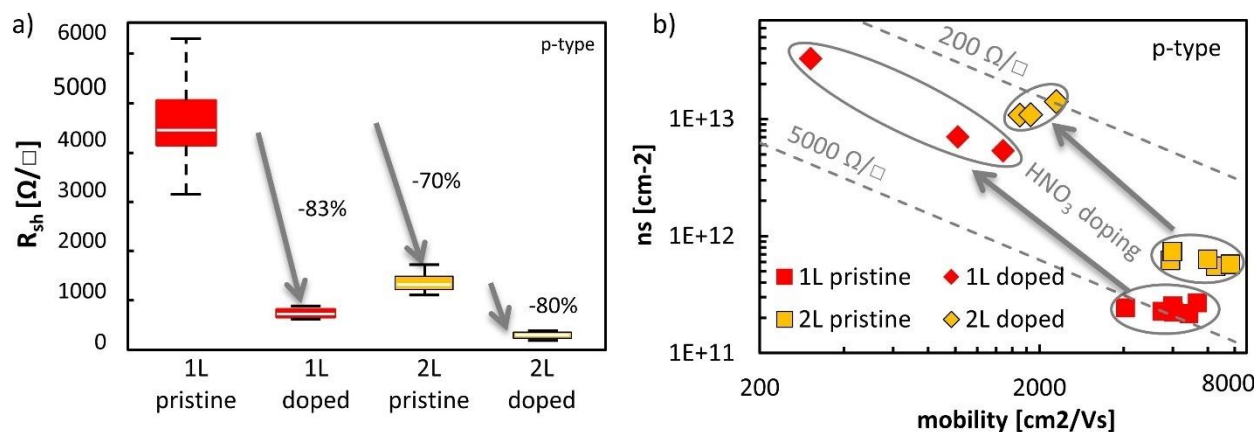 a)
p-type
R_sh [Ω/□]
6000
5000
4000
3000
2000
1000
0
-83%
-70%
-80%
1L pristine
1L doped
2L pristine
2L doped
b)
p-type
200 Ω/□
5000 Ω/□
HNO₃ doping
ns [cm-2]
1E+13
1E+12
1E+11
1L pristine
1L doped
2L pristine
2L doped
200
2000
8000
mobility [cm2/Vs]